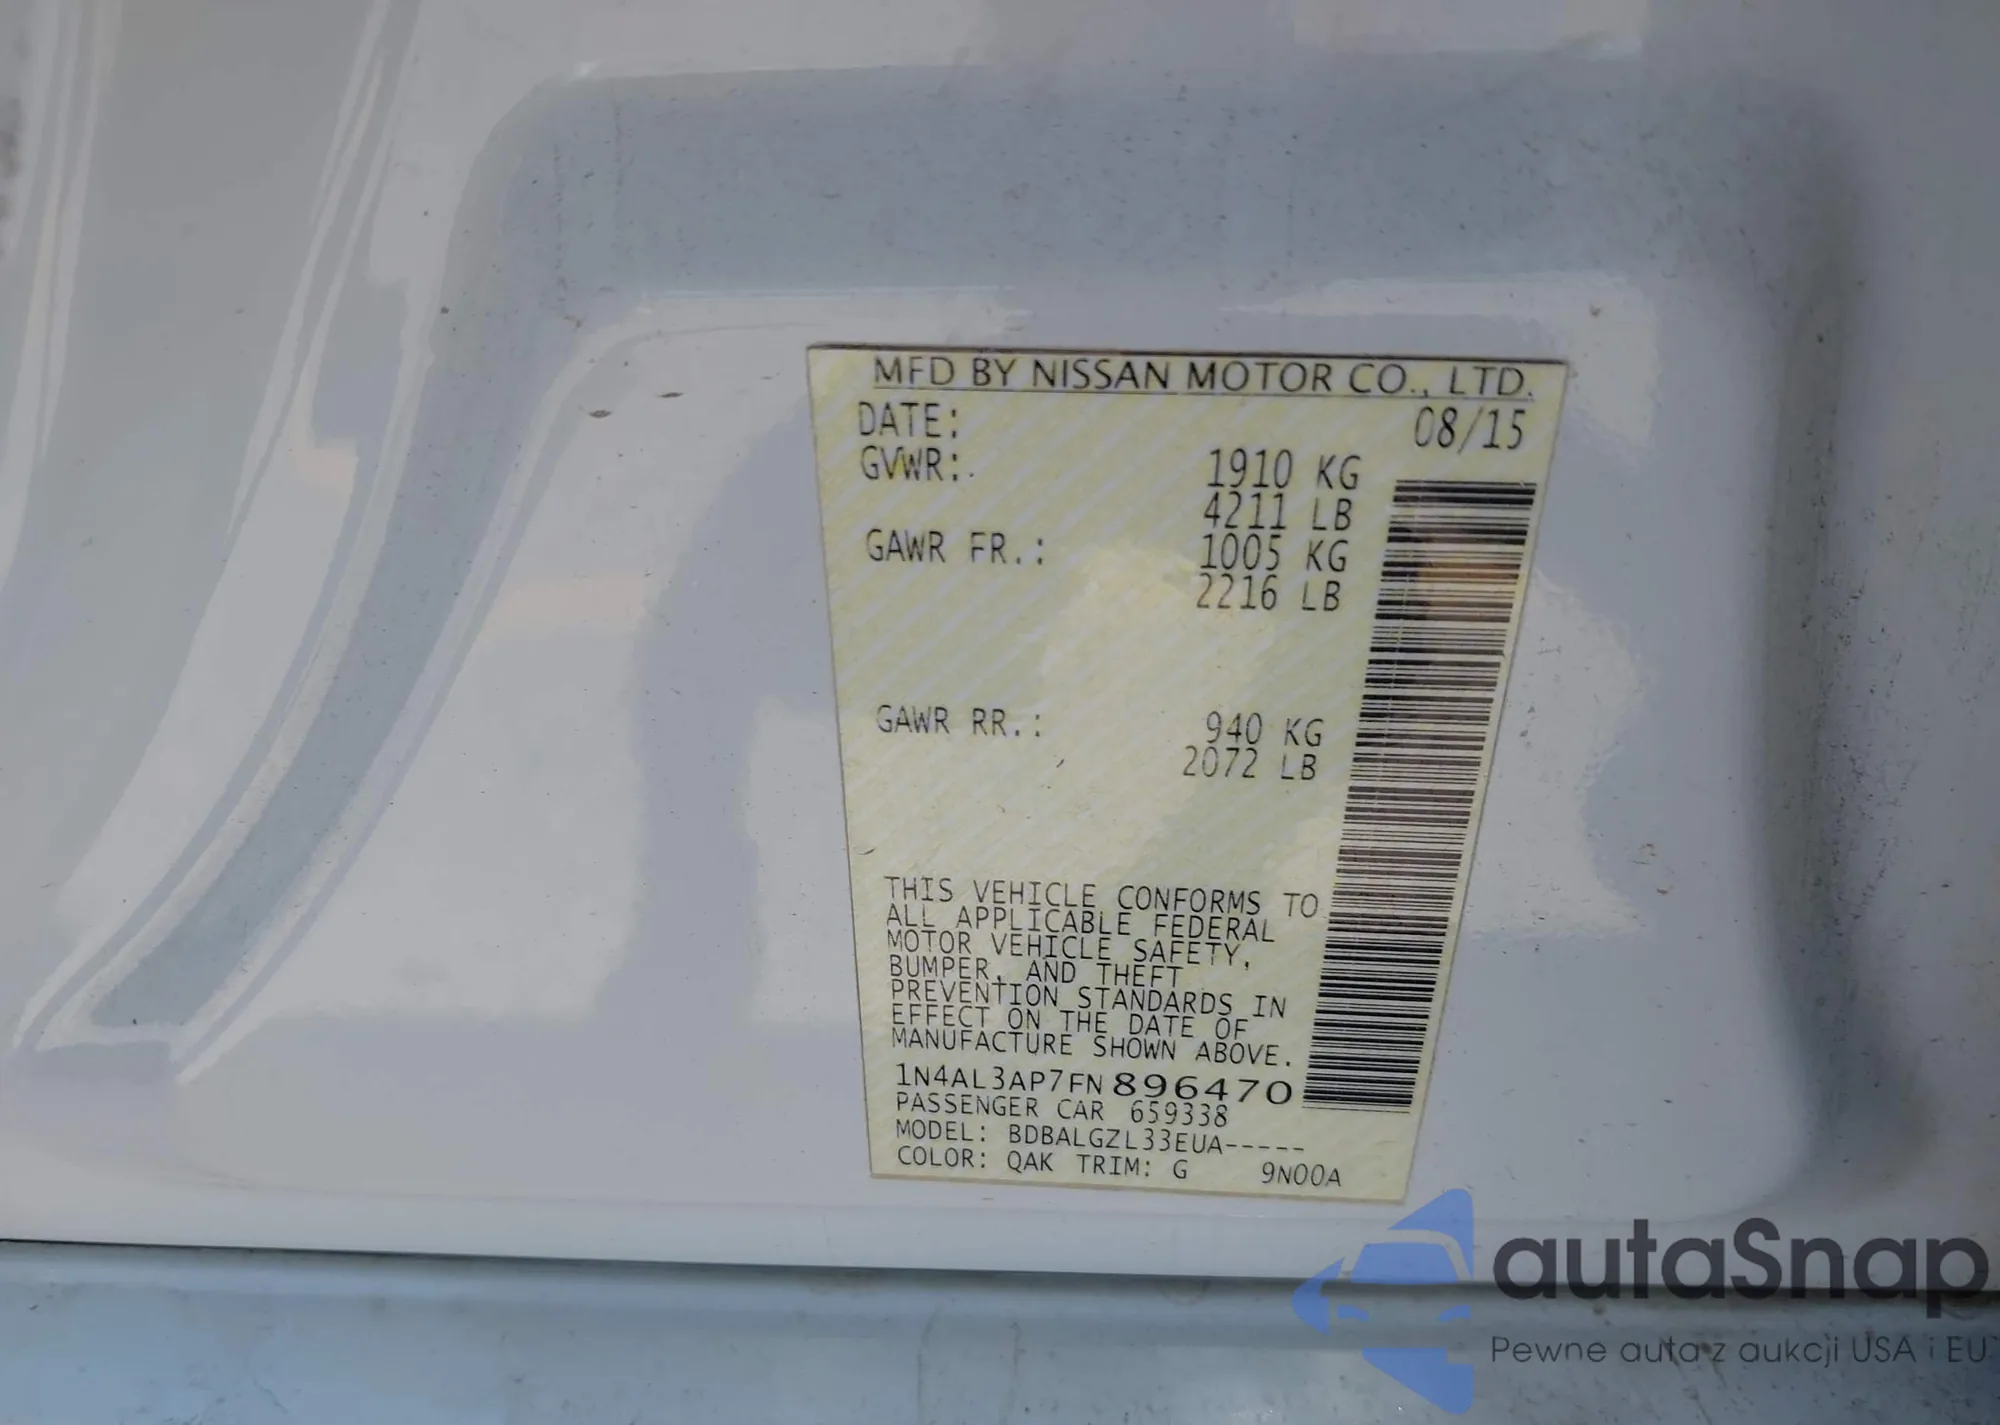 MFD BY NISSAN MOTOR CO., LTD.
DATE: 08/15
GVWR: 1910 KG
4211 LB
GAWR FR.: 1005 KG
2216 LB
GAWR RR.: 940 KG
2072 LB
THIS VEHICLE CONFORMS TO
ALL APPLICABLE FEDERAL
MOTOR VEHICLE SAFETY,
BUMPER, AND THEFT
PREVENTION STANDARDS IN
EFFECT ON THE DATE OF
MANUFACTURE SHOWN ABOVE.
1N4AL3AP7FN896470
PASSENGER CAR 659338
MODEL: BDBALGZL33EUA-----
COLOR: QAK TRIM: G 9N00A
autaSnap
Pewne auta z aukcji USA i EU